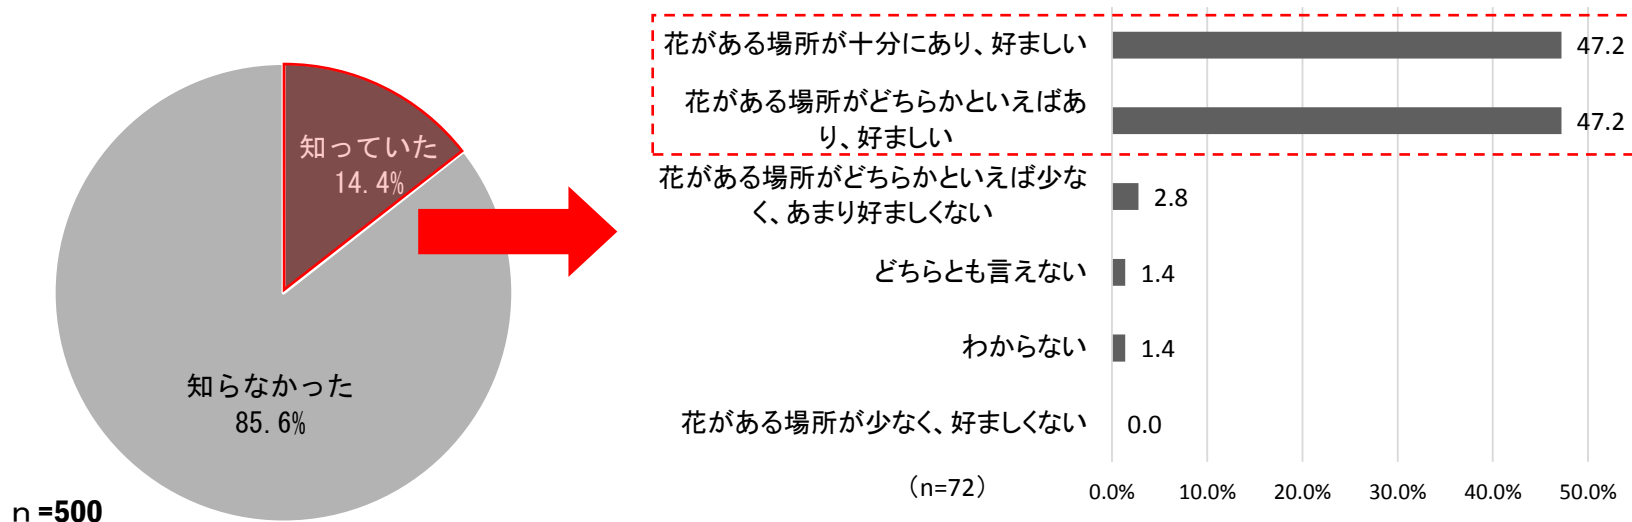 知っていた
14.4%
知らなかった
85.6%
n=500
花がある場所が十分にあり、好ましい
47.2
花がある場所がどちらかといえばあ
り、好ましい
47.2
花がある場所がどちらかといえば少な
く、あまり好ましくない
2.8
どちらとも言えない
1.4
わからない
1.4
花がある場所が少なく、好ましくない
0.0
（n=72）
0.0% 10.0% 20.0% 30.0% 40.0% 50.0%